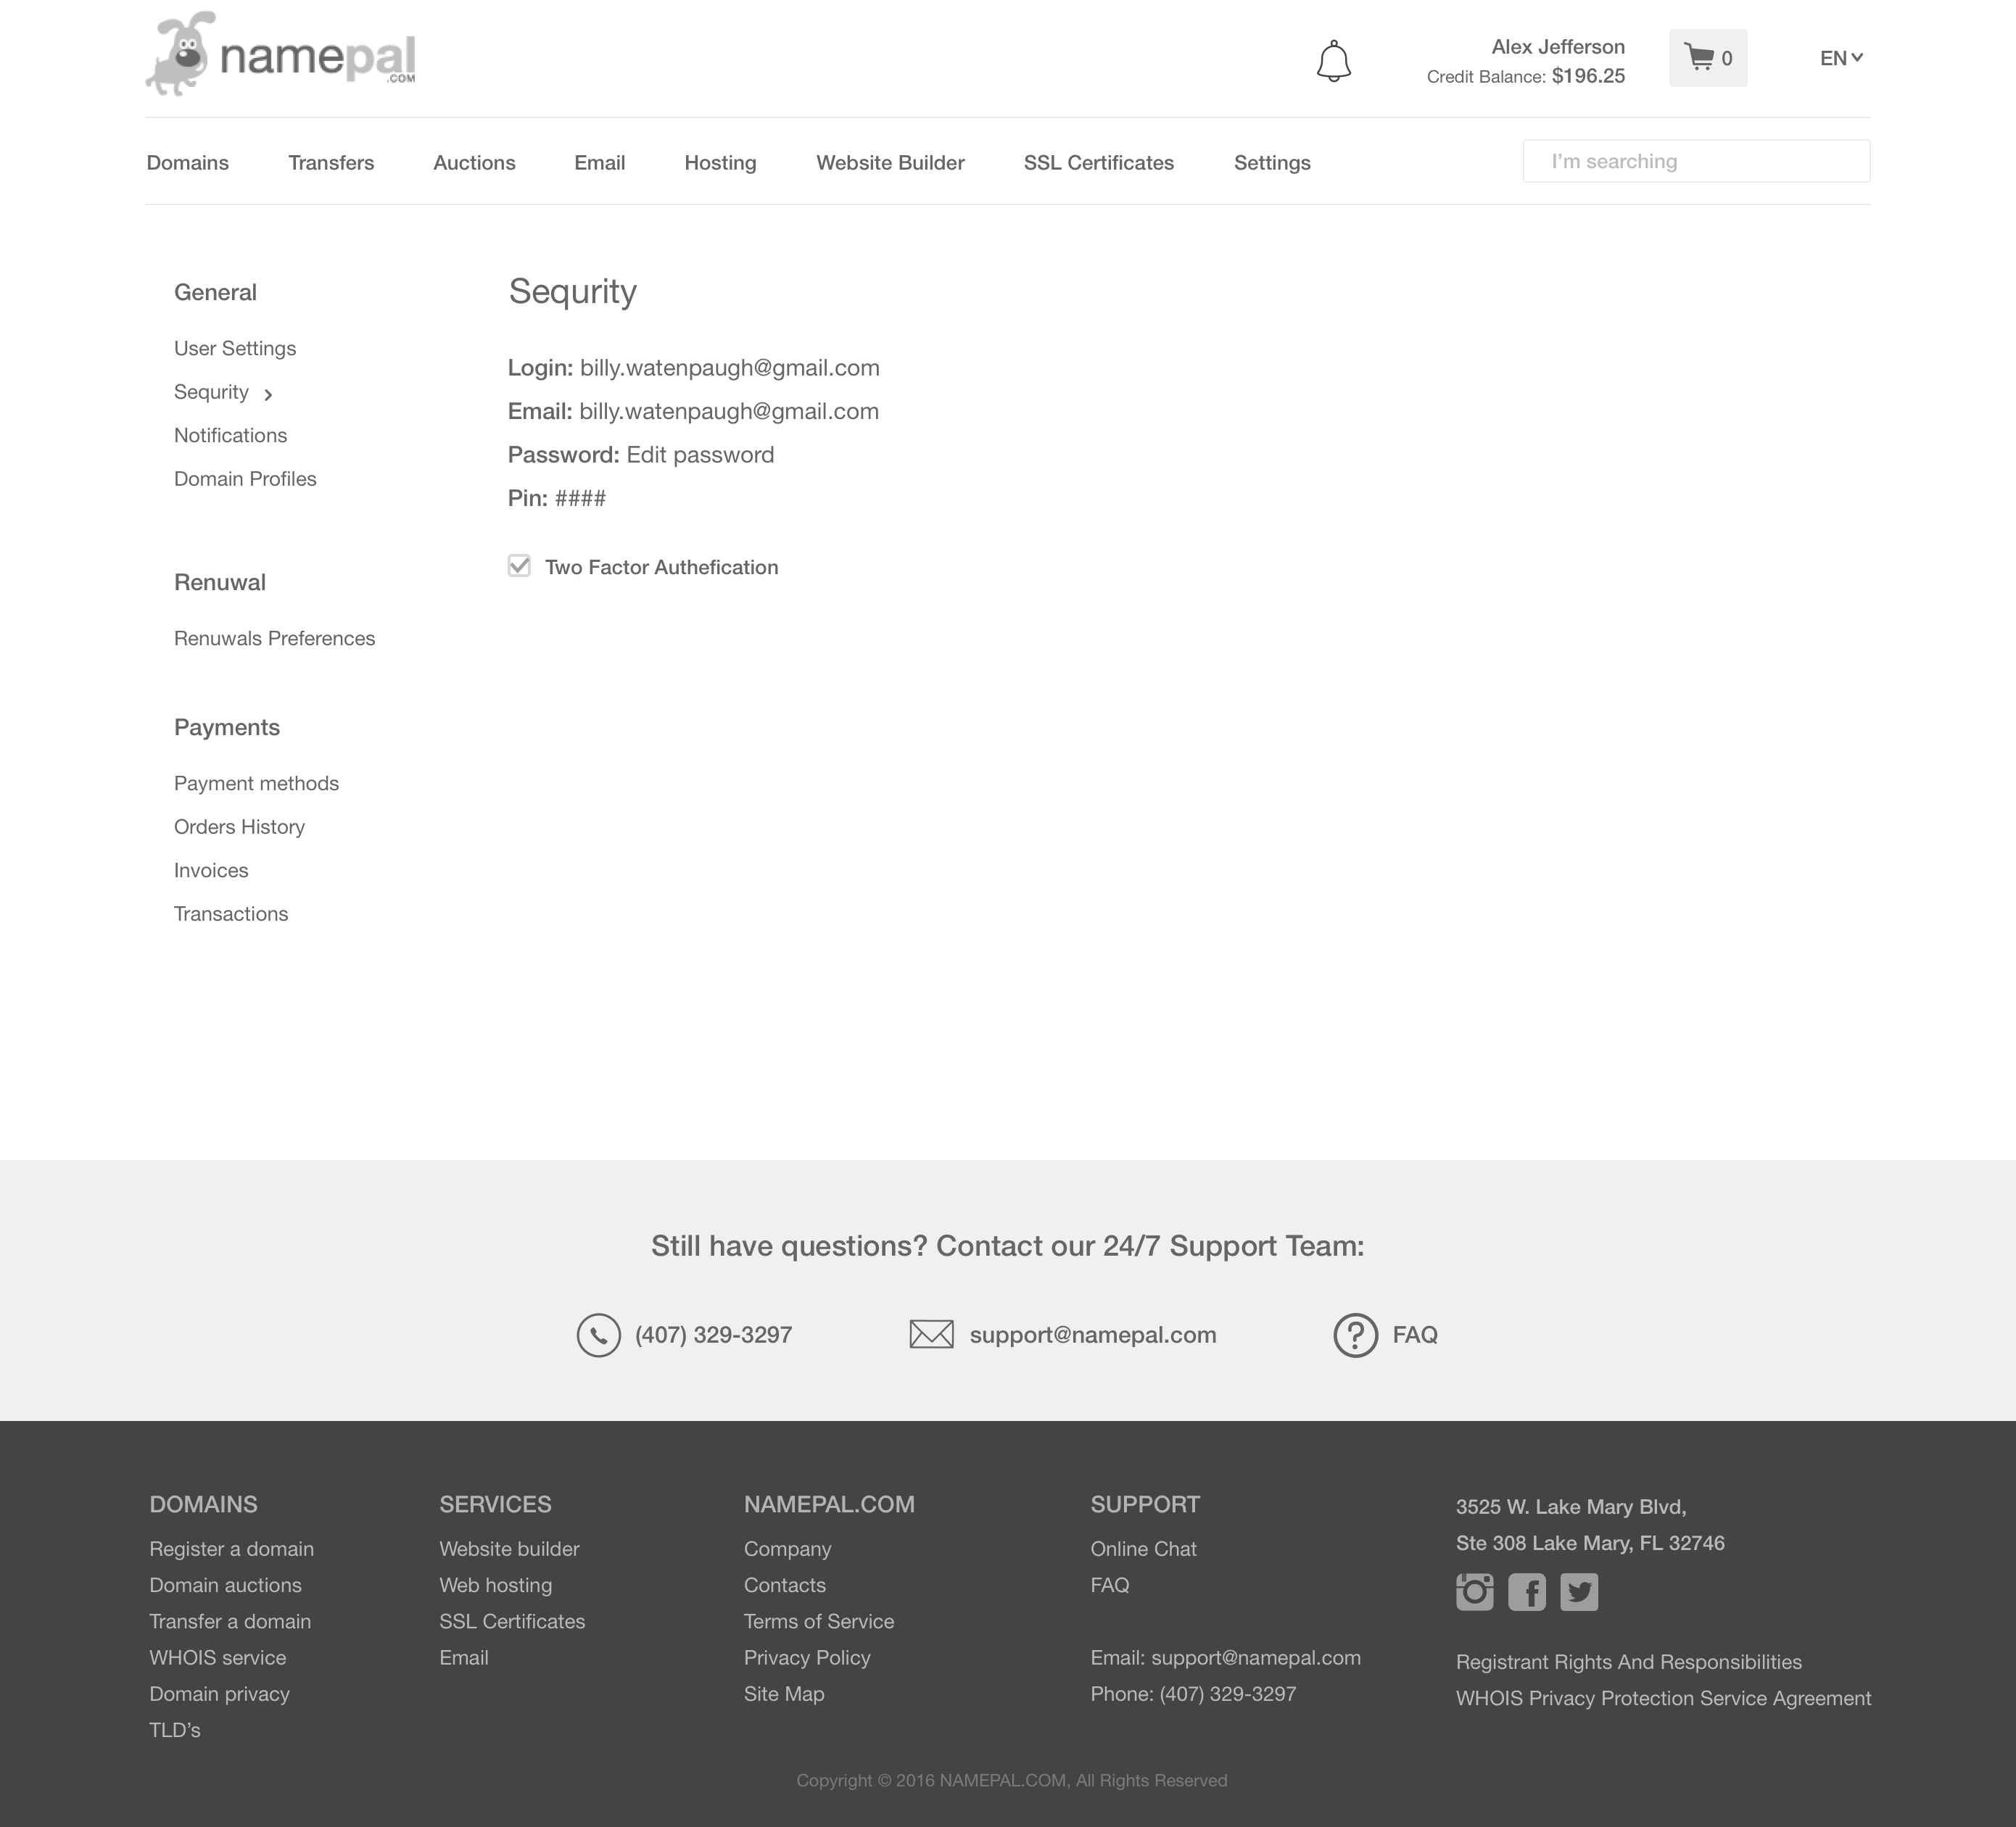 namepal
.COM
Alex Jefferson
Credit Balance: $196.25
0
EN
Domains Transfers Auctions Email Hosting Website Builder SSL Certificates Settings
I'm searching
General
User Settings
Sequrity
Notifications
Domain Profiles
Renuwal
Renuwals Preferences
Payments
Payment methods
Orders History
Invoices
Transactions
Sequrity
Login: billy.watenpaugh@gmail.com
Email: billy.watenpaugh@gmail.com
Password: Edit password
Pin: ####
Two Factor Authefication
Still have questions? Contact our 24/7 Support Team:
(407) 329-3297
support@namepal.com
FAQ
DOMAINS
Register a domain
Domain auctions
Transfer a domain
WHOIS service
Domain privacy
TLD's
SERVICES
Website builder
Web hosting
SSL Certificates
Email
NAMEPAL.COM
Company
Contacts
Terms of Service
Privacy Policy
Site Map
SUPPORT
Online Chat
FAQ
Email: support@namepal.com
Phone: (407) 329-3297
3525 W. Lake Mary Blvd,
Ste 308 Lake Mary, FL 32746
Registrant Rights And Responsibilities
WHOIS Privacy Protection Service Agreement
Copyright © 2016 NAMEPAL.COM, All Rights Reserved